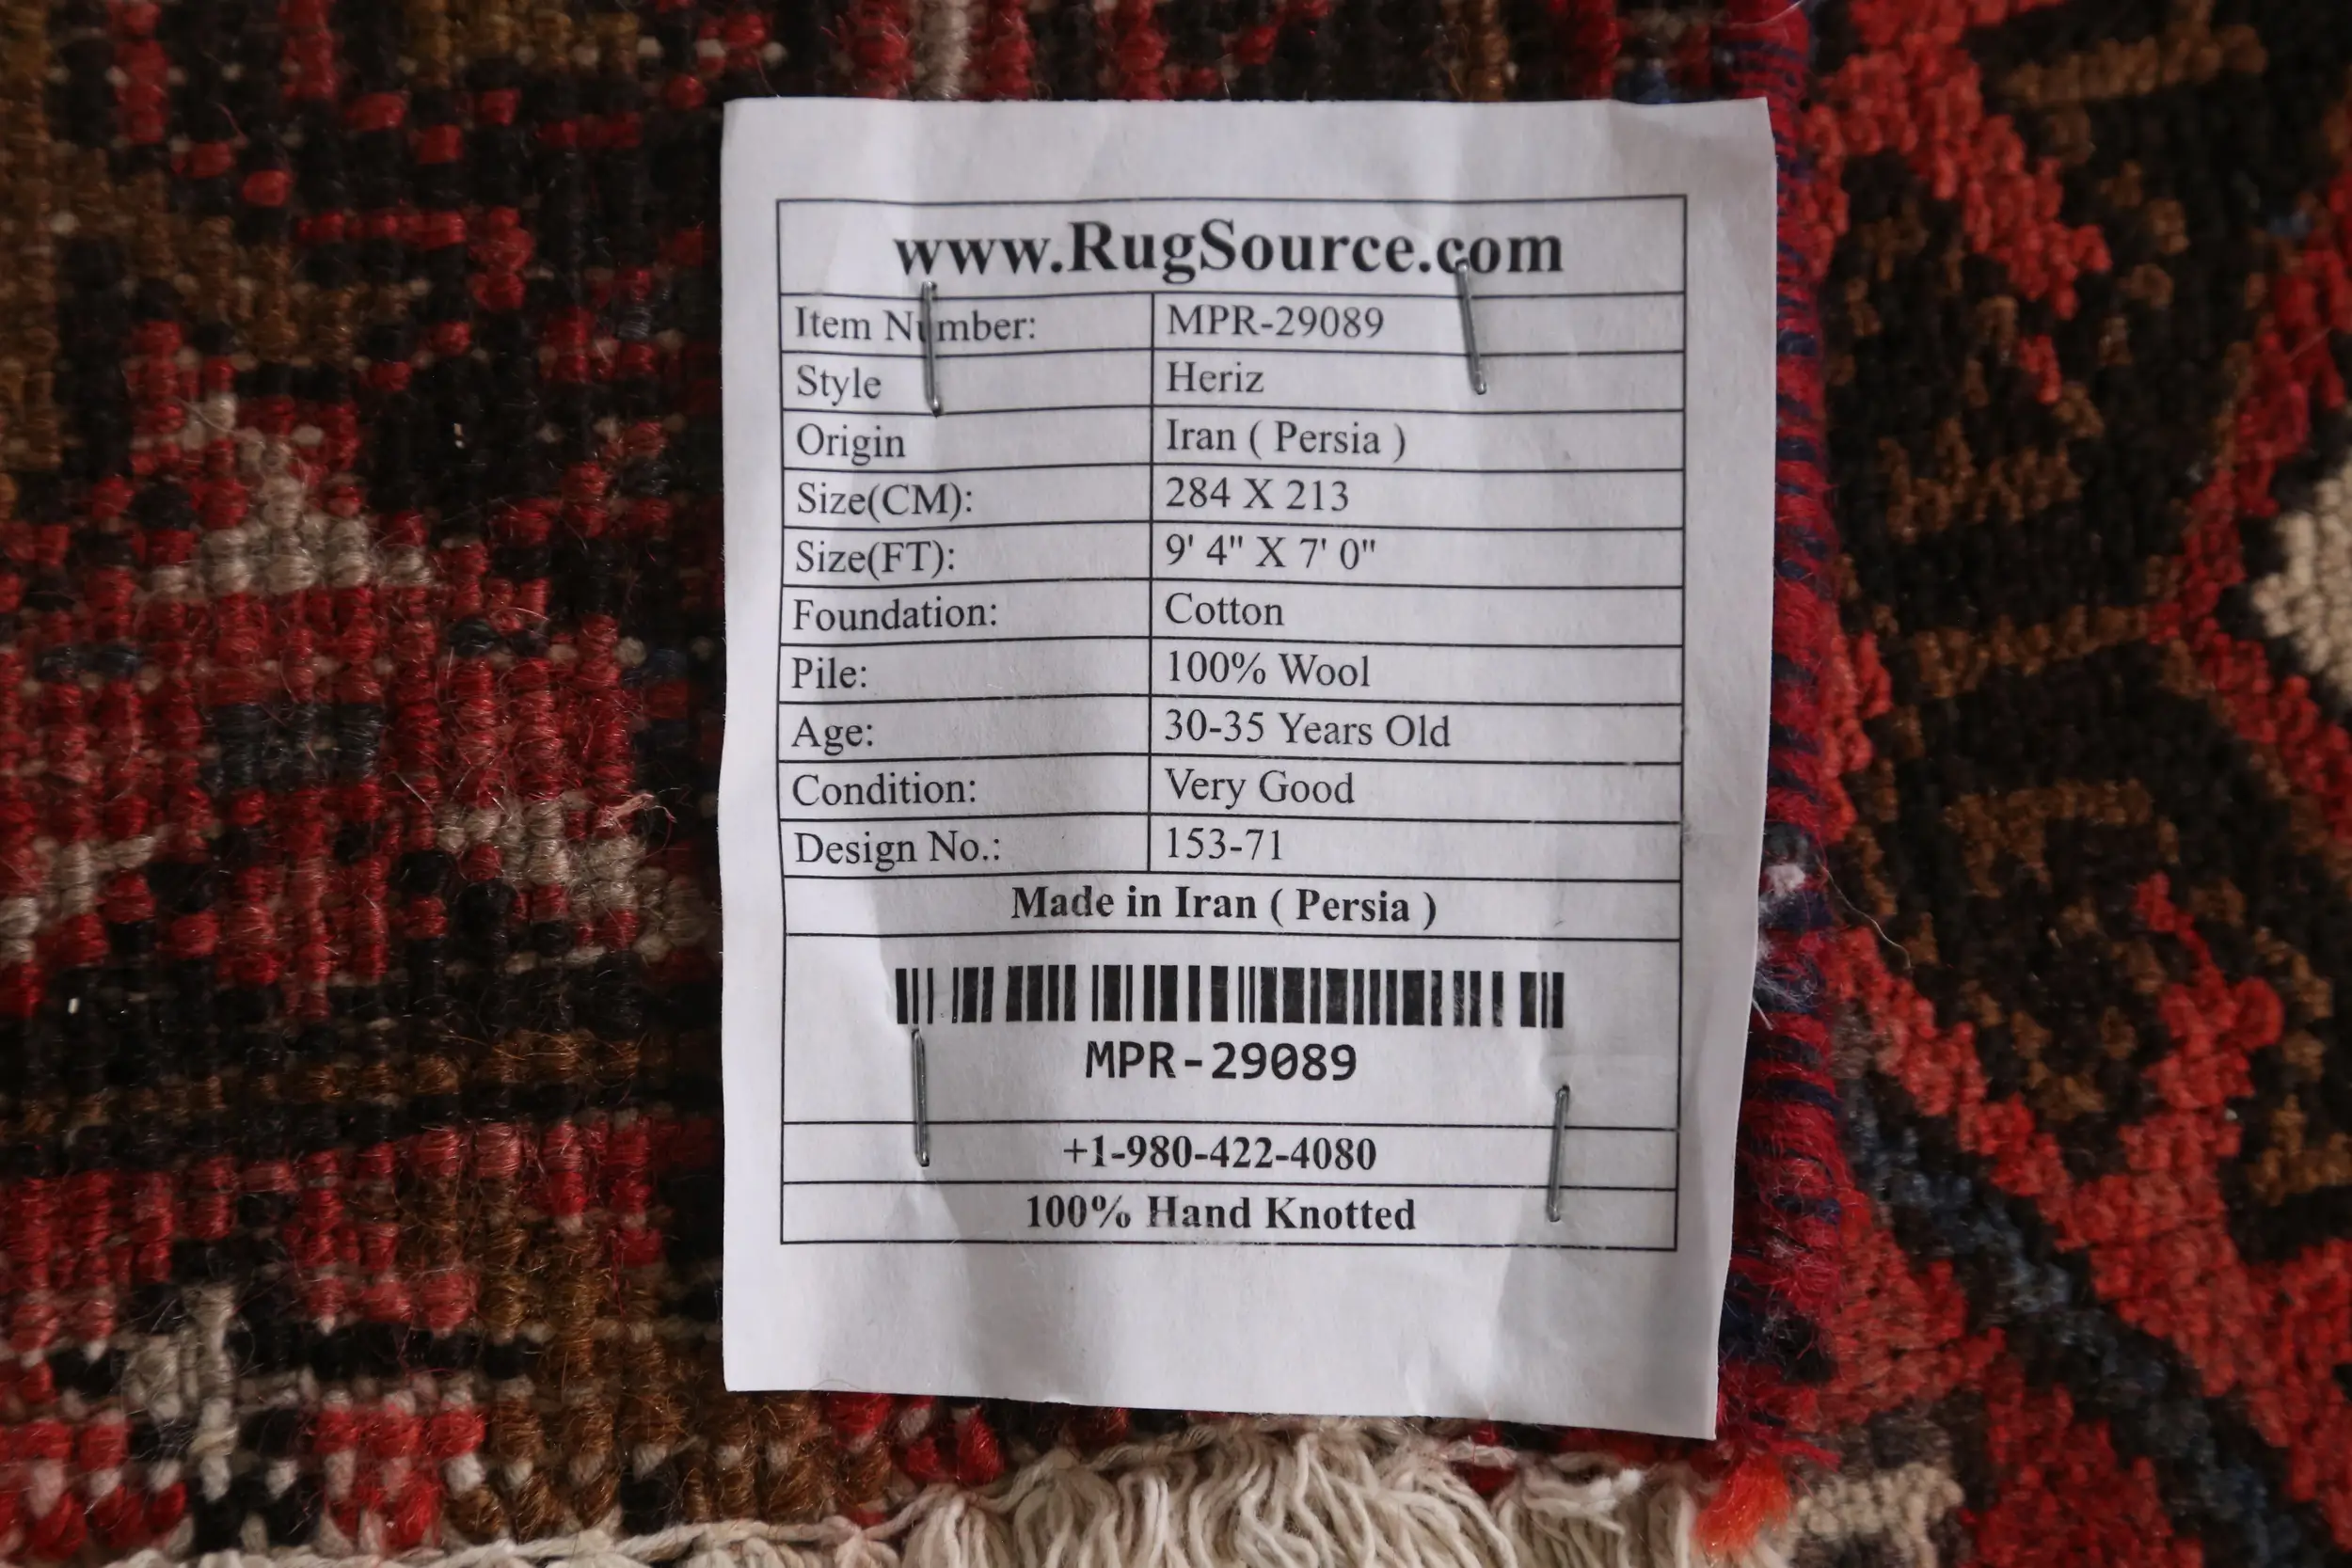 www.RugSource.com
Item Number: MPR-29089
Style Heriz
Origin Iran ( Persia )
Size(CM): 284 X 213
Size(FT): 9' 4" X 7' 0"
Foundation: Cotton
Pile: 100% Wool
Age: 30-35 Years Old
Condition: Very Good
Design No.: 153-71
Made in Iran ( Persia )
MPR-29089
+1-980-422-4080
100% Hand Knotted